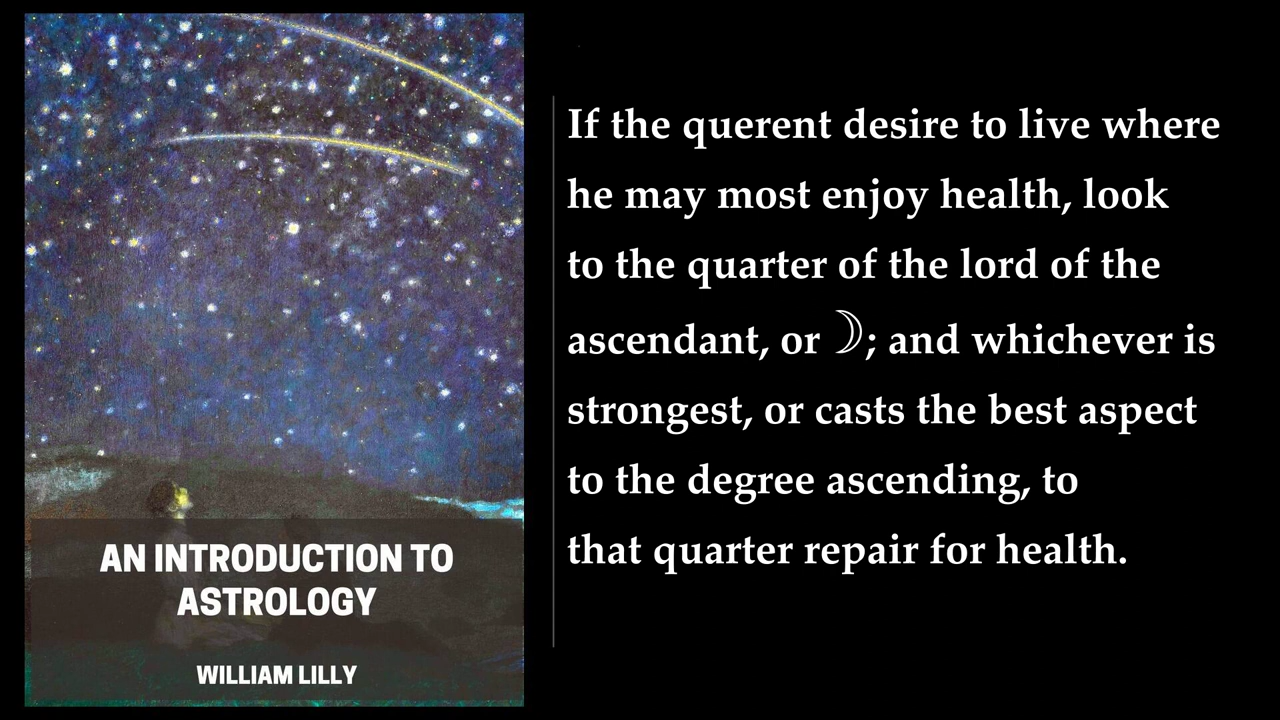 AN INTRODUCTION TO
ASTROLOGY
WILLIAM LILLY
If the querent desire to live where
he may most enjoy health, look
to the quarter of the lord of the
ascendant, or ☽; and whichever is
strongest, or casts the best aspect
to the degree ascending, to
that quarter repair for health.